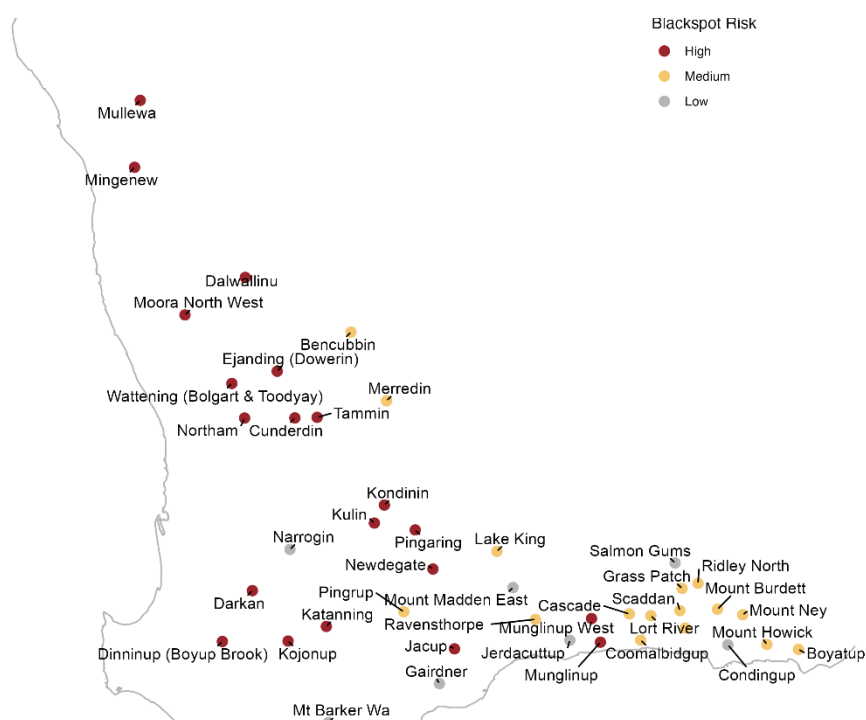 Blackspot Risk
High
Medium
Low
Mullewa
Mingenew
Dalwallinu
Moora North West
Bencubbin
Ejanding (Dowerin)
Wattening (Bolgart & Toodyay)
Merredin
Northam
Cunderdin
Tammin
Kondinin
Kulin
Pingaring
Narrogin
Lake King
Newdegate
Salmon Gums
Ridley North
Grass Patch
Mount Burdett
Darkan
Pingrup
Mount Madden East
Cascade
Scaddan
Mount Ney
Katanning
Ravensthorpe
Munglinup West
Lort River
Mount Howick
Dinninup (Boyup Brook)
Kojonup
Jacup
Jerdacuttup
Coomalbidgup
Boyatup
Gairdner
Munglinup
Condingup
Mt Barker Wa